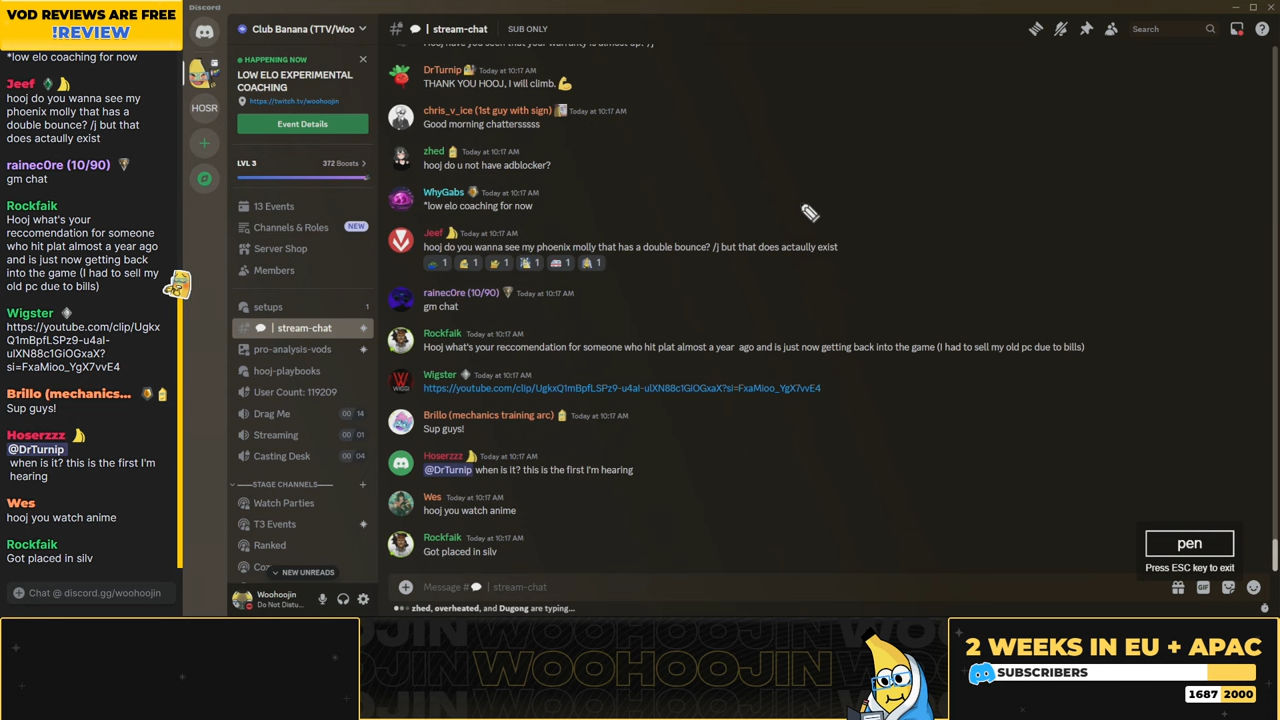 VOD REVIEWS ARE FREE
!REVIEW
*low elo coaching for now
Jeef
hooj do you wanna see my
phoenix molly that has a
double bounce? /j but that
does actaully exist
rainec0re (10/90)
gm chat
Rockfaik
Hooj what's your
reccomendation for someone
who hit plat almost a year ago
and is just now getting back
into the game (I had to sell my
old pc due to bills)
Wigster
https://youtube.com/clip/Ugkx
Q1mBpfLSPz9-u4aI-
ulXN88c1GiOGxaX?
si=FxaMioo_YgX7vvE4
Brillo (mechanics...
Sup guys!
Hoserzzz
@DrTurnip
when is it? this is the first I'm
hearing
Wes
hooj you watch anime
Rockfaik
Got placed in silv
Chat @ discord.gg/woohoojin
Discord
HOSR
Club Banana (TTV/Woo
HAPPENING NOW
LOW ELO EXPERIMENTAL
COACHING
https://twitch.tv/woohoojin
Event Details
LVL 3 372 Boosts
13 Events
Channels & Roles NEW
Server Shop
Members
setups 1
| stream-chat
pro-analysis-vods
hooj-playbooks
User Count: 119209
Drag Me 00 14
Streaming 00 01
Casting Desk 00 04
STAGE CHANNELS
Watch Parties
T3 Events
Ranked
NEW UNREADS
Woohoojin
Do Not Distu...
| stream-chat SUB ONLY
Search
DrTurnip Today at 10:17 AM
THANK YOU HOOJ, I will climb.
chris_v_ice (1st guy with sign) Today at 10:17 AM
Good morning chattersssss
zhed Today at 10:17 AM
hooj do u not have adblocker?
WhyGabs Today at 10:17 AM
*low elo coaching for now
Jeef Today at 10:17 AM
hooj do you wanna see my phoenix molly that has a double bounce? /j but that does actaully exist
1 1 1 1 1 1
rainec0re (10/90) Today at 10:17 AM
gm chat
Rockfaik Today at 10:17 AM
Hooj what's your reccomendation for someone who hit plat almost a year ago and is just now getting back into the game (I had to sell my old pc due to bills)
Wigster Today at 10:17 AM
https://youtube.com/clip/UgkxQ1mBpfLSPz9-u4aI-ulXN88c1GiOGxaX?si=FxaMioo_YgX7vvE4
Brillo (mechanics training arc) Today at 10:17 AM
Sup guys!
Hoserzzz Today at 10:17 AM
@DrTurnip when is it? this is the first I'm hearing
Wes Today at 10:17 AM
hooj you watch anime
Rockfaik Today at 10:17 AM
Got placed in silv
Message # | stream-chat
GIF
zhed, overheated, and Dugong are typing...
pen
Press ESC key to exit
WOOHOOJIN
2 WEEKS IN EU + APAC
SUBSCRIBERS
1687 2000